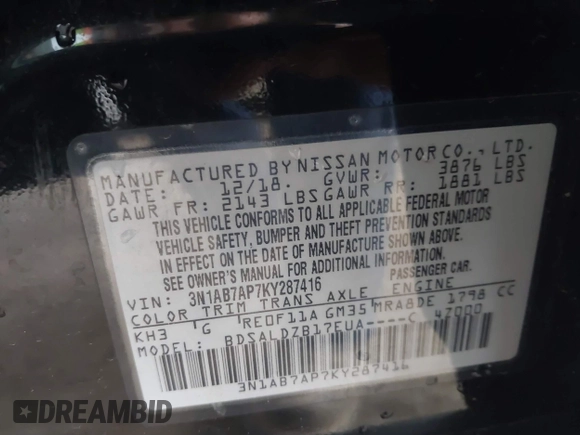 MANUFACTURED BY NISSAN MOTOR CO., LTD.
DATE: 12/18. GVWR: 3876 LBS
GAWR FR: 2143 LBS GAWR RR: 1881 LBS
THIS VEHICLE CONFORMS TO ALL APPLICABLE FEDERAL MOTOR
VEHICLE SAFETY, BUMPER AND THEFT PREVENTION STANDARDS
IN EFFECT ON THE DATE OF MANUFACTURE SHOWN ABOVE.
SEE OWNER'S MANUAL FOR ADDITIONAL INFORMATION.
VIN: 3N1AB7AP7KY287416 PASSENGER CAR.
COLOR TRIM TRANS AXLE ENGINE
KH3 G RE0F11A GM35 MRA8DE 1798 CC
MODEL: BDSALDZB17EUA----C 4Z000
3N1AB7AP7KY287416
DREAMBID